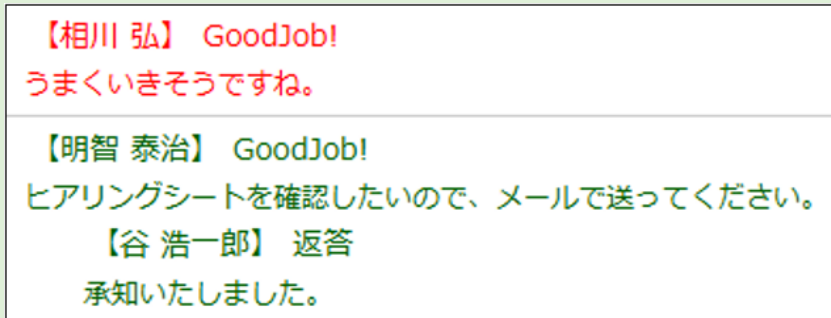 【相川 弘】 GoodJob!
うまくいきそうですね。
【明智 泰治】 GoodJob!
ヒアリングシートを確認したいので、メールで送ってください。
【谷 浩一郎】 返答
承知いたしました。